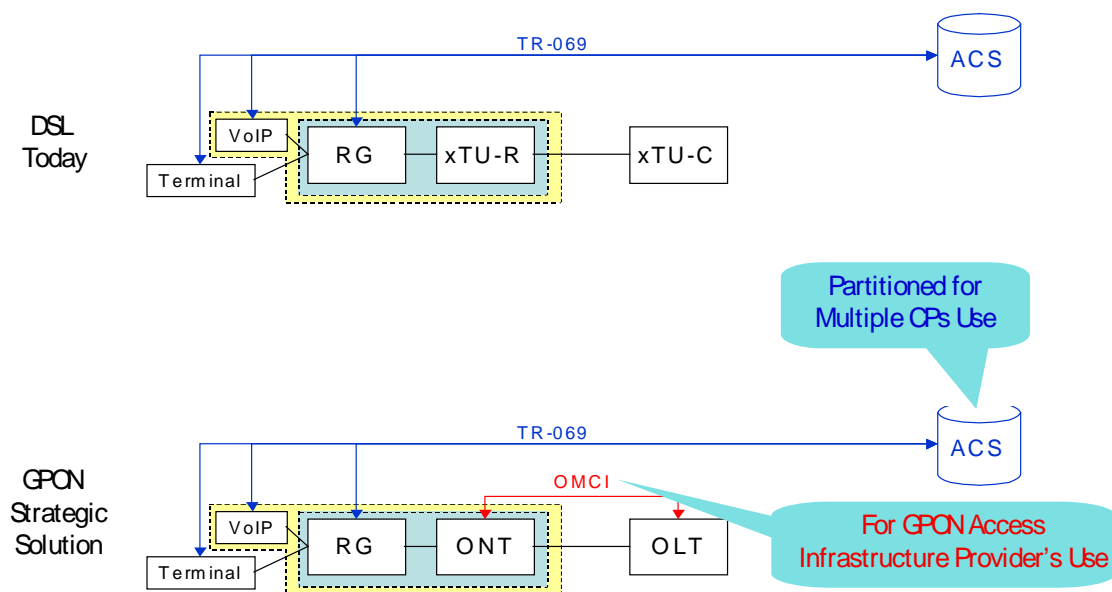 TR-069
ACS
DSL
Today
VoIP
RG
xTU-R
xTU-C
Terminal
Partitioned for
Multiple CPs Use
TR-069
ACS
GPON
Strategic
Solution
OMCI
VoIP
RG
ONT
OLT
For GPON Access
Infrastructure Provider's Use
Terminal